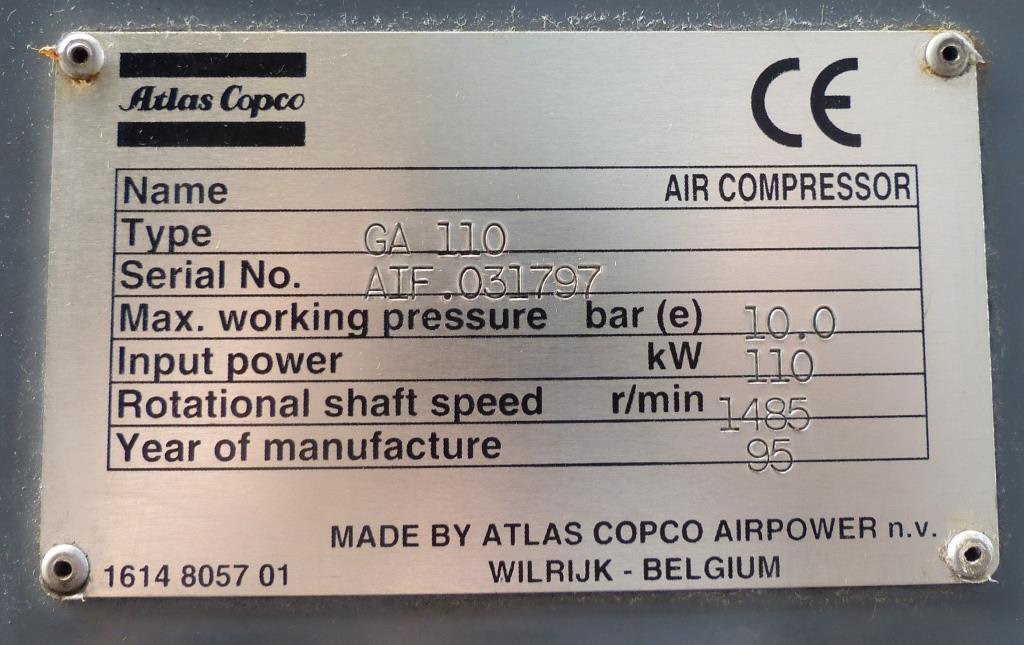 Atlas Copco
CE
Name AIR COMPRESSOR
Type GA 110
Serial No. AIF.031797
Max. working pressure bar (e) 10.0
Input power kW 110
Rotational shaft speed r/min 1485
Year of manufacture 95
MADE BY ATLAS COPCO AIRPOWER n.v.
1614 8057 01 WILRIJK - BELGIUM